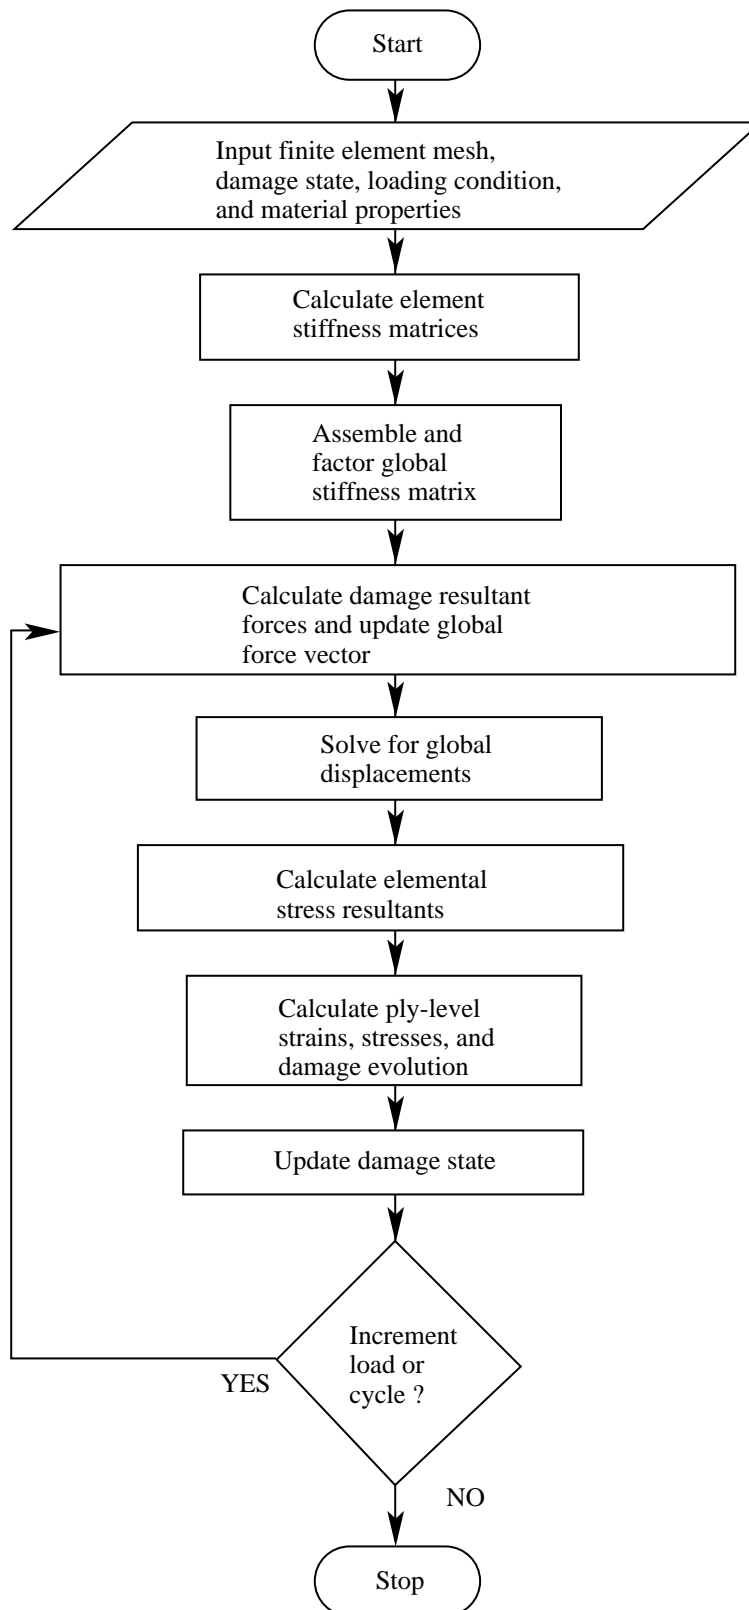 Start
Input finite element mesh,
damage state, loading condition,
and material properties
Calculate element
stiffness matrices
Assemble and
factor global
stiffness matrix
Calculate damage resultant
forces and update global
force vector
Solve for global
displacements
Calculate elemental
stress resultants
Calculate ply-level
strains, stresses, and
damage evolution
Update damage state
Increment
load or
cycle ?
YES
NO
Stop